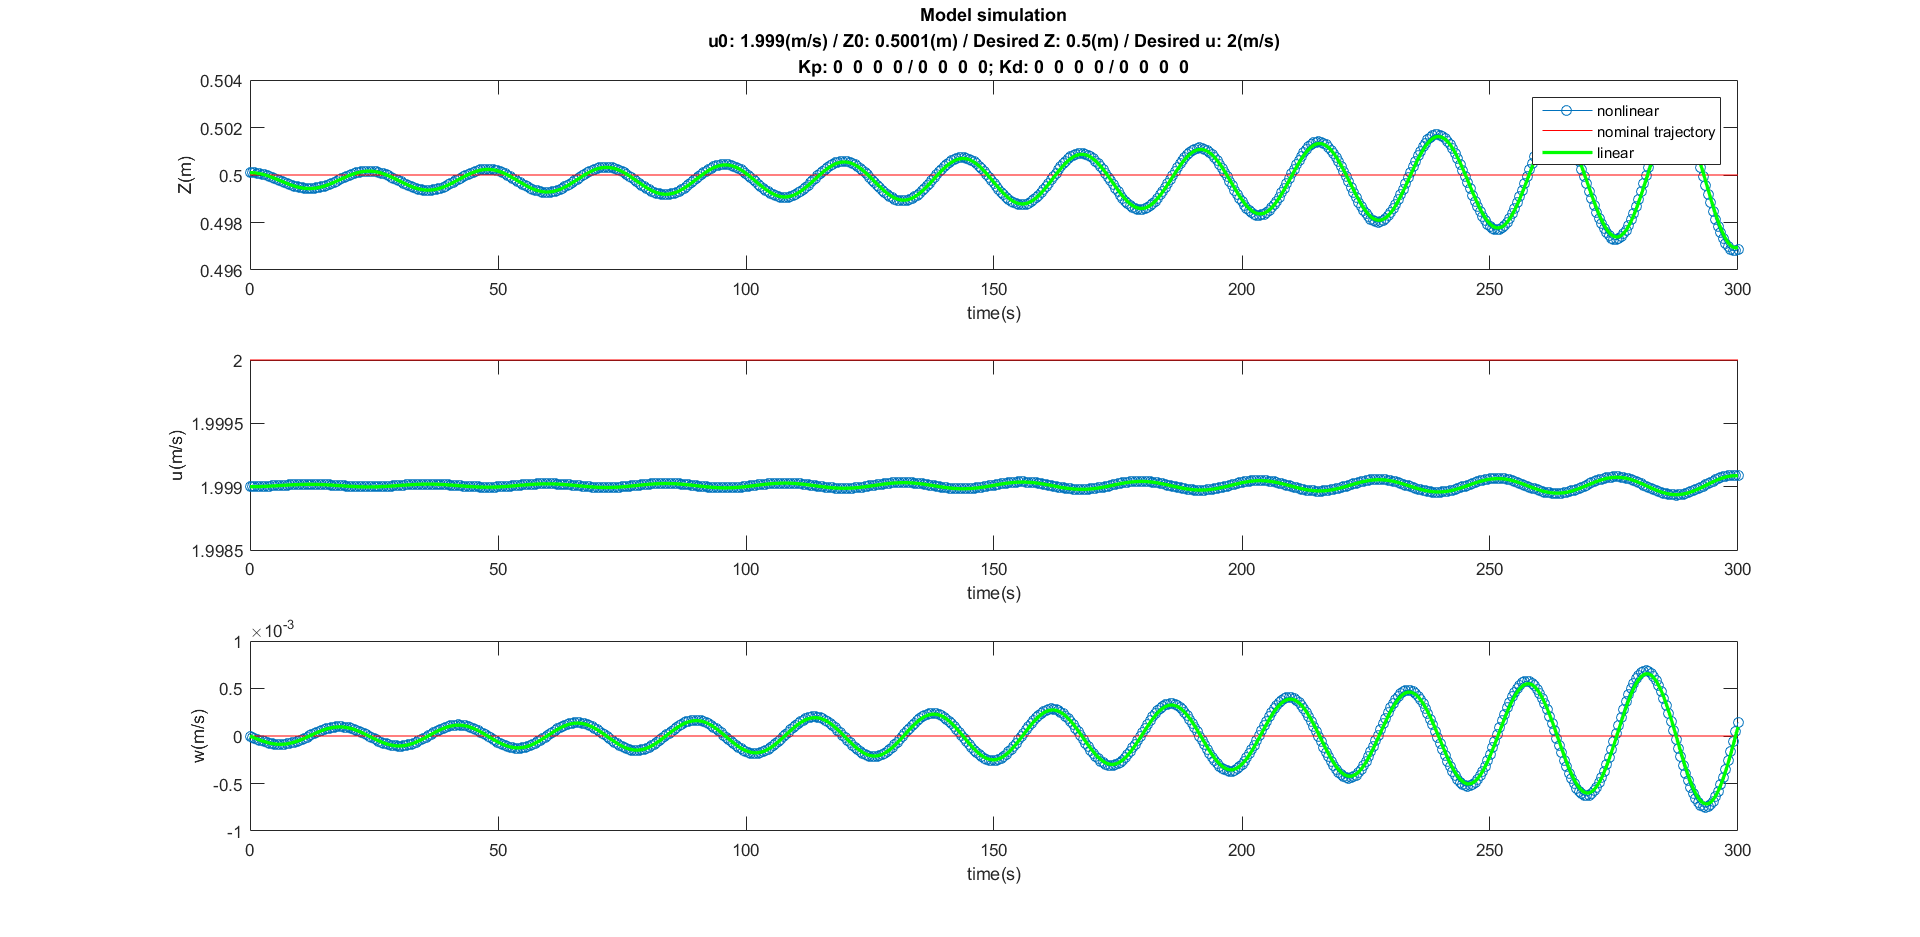 Model simulation
u0: 1.999(m/s) / Z0: 0.5001(m) / Desired Z: 0.5(m) / Desired u: 2(m/s)
Kp: 0 0 0 0 / 0 0 0 0; Kd: 0 0 0 0 / 0 0 0 0
0.504
0.502
0.5
0.498
0.496
Z(m)
nonlinear
nominal trajectory
linear
0 50 100 150 200 250 300
time(s)
2
1.9995
1.999
1.9985
u(m/s)
0 50 100 150 200 250 300
time(s)
×10-3
1
0.5
0
-0.5
-1
w(m/s)
0 50 100 150 200 250 300
time(s)